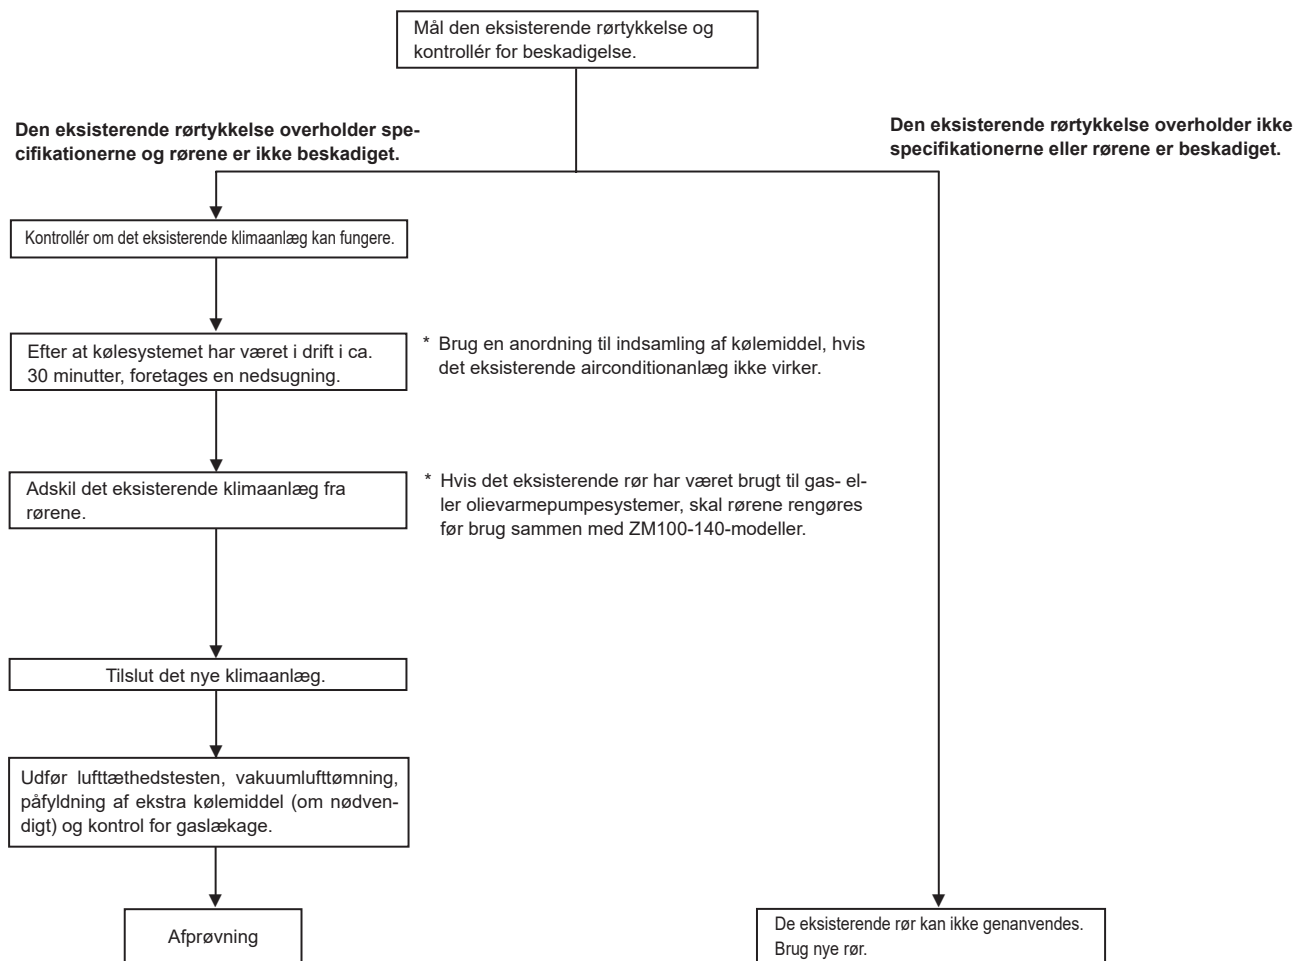 Mål den eksisterende rørtykkelse og
kontrollér for beskadigelse.
Den eksisterende rørtykkelse overholder spe-
cifikationerne og rørene er ikke beskadiget.
Den eksisterende rørtykkelse overholder ikke
specifikationerne eller rørene er beskadiget.
Kontrollér om det eksisterende klimaanlæg kan fungere.
Efter at kølesystemet har været i drift i ca.
30 minutter, foretages en nedsugning.
* Brug en anordning til indsamling af kølemiddel, hvis
det eksisterende airconditionanlæg ikke virker.
Adskil det eksisterende klimaanlæg fra
rørene.
* Hvis det eksisterende rør har været brugt til gas- el-
ler olievarmepumpesystemer, skal rørene rengøres
før brug sammen med ZM100-140-modeller.
Tilslut det nye klimaanlæg.
Udfør lufttæthedstesten, vakuumlufttømning,
påfyldning af ekstra kølemiddel (om nødven-
digt) og kontrol for gaslækage.
Afprøvning
De eksisterende rør kan ikke genanvendes.
Brug nye rør.